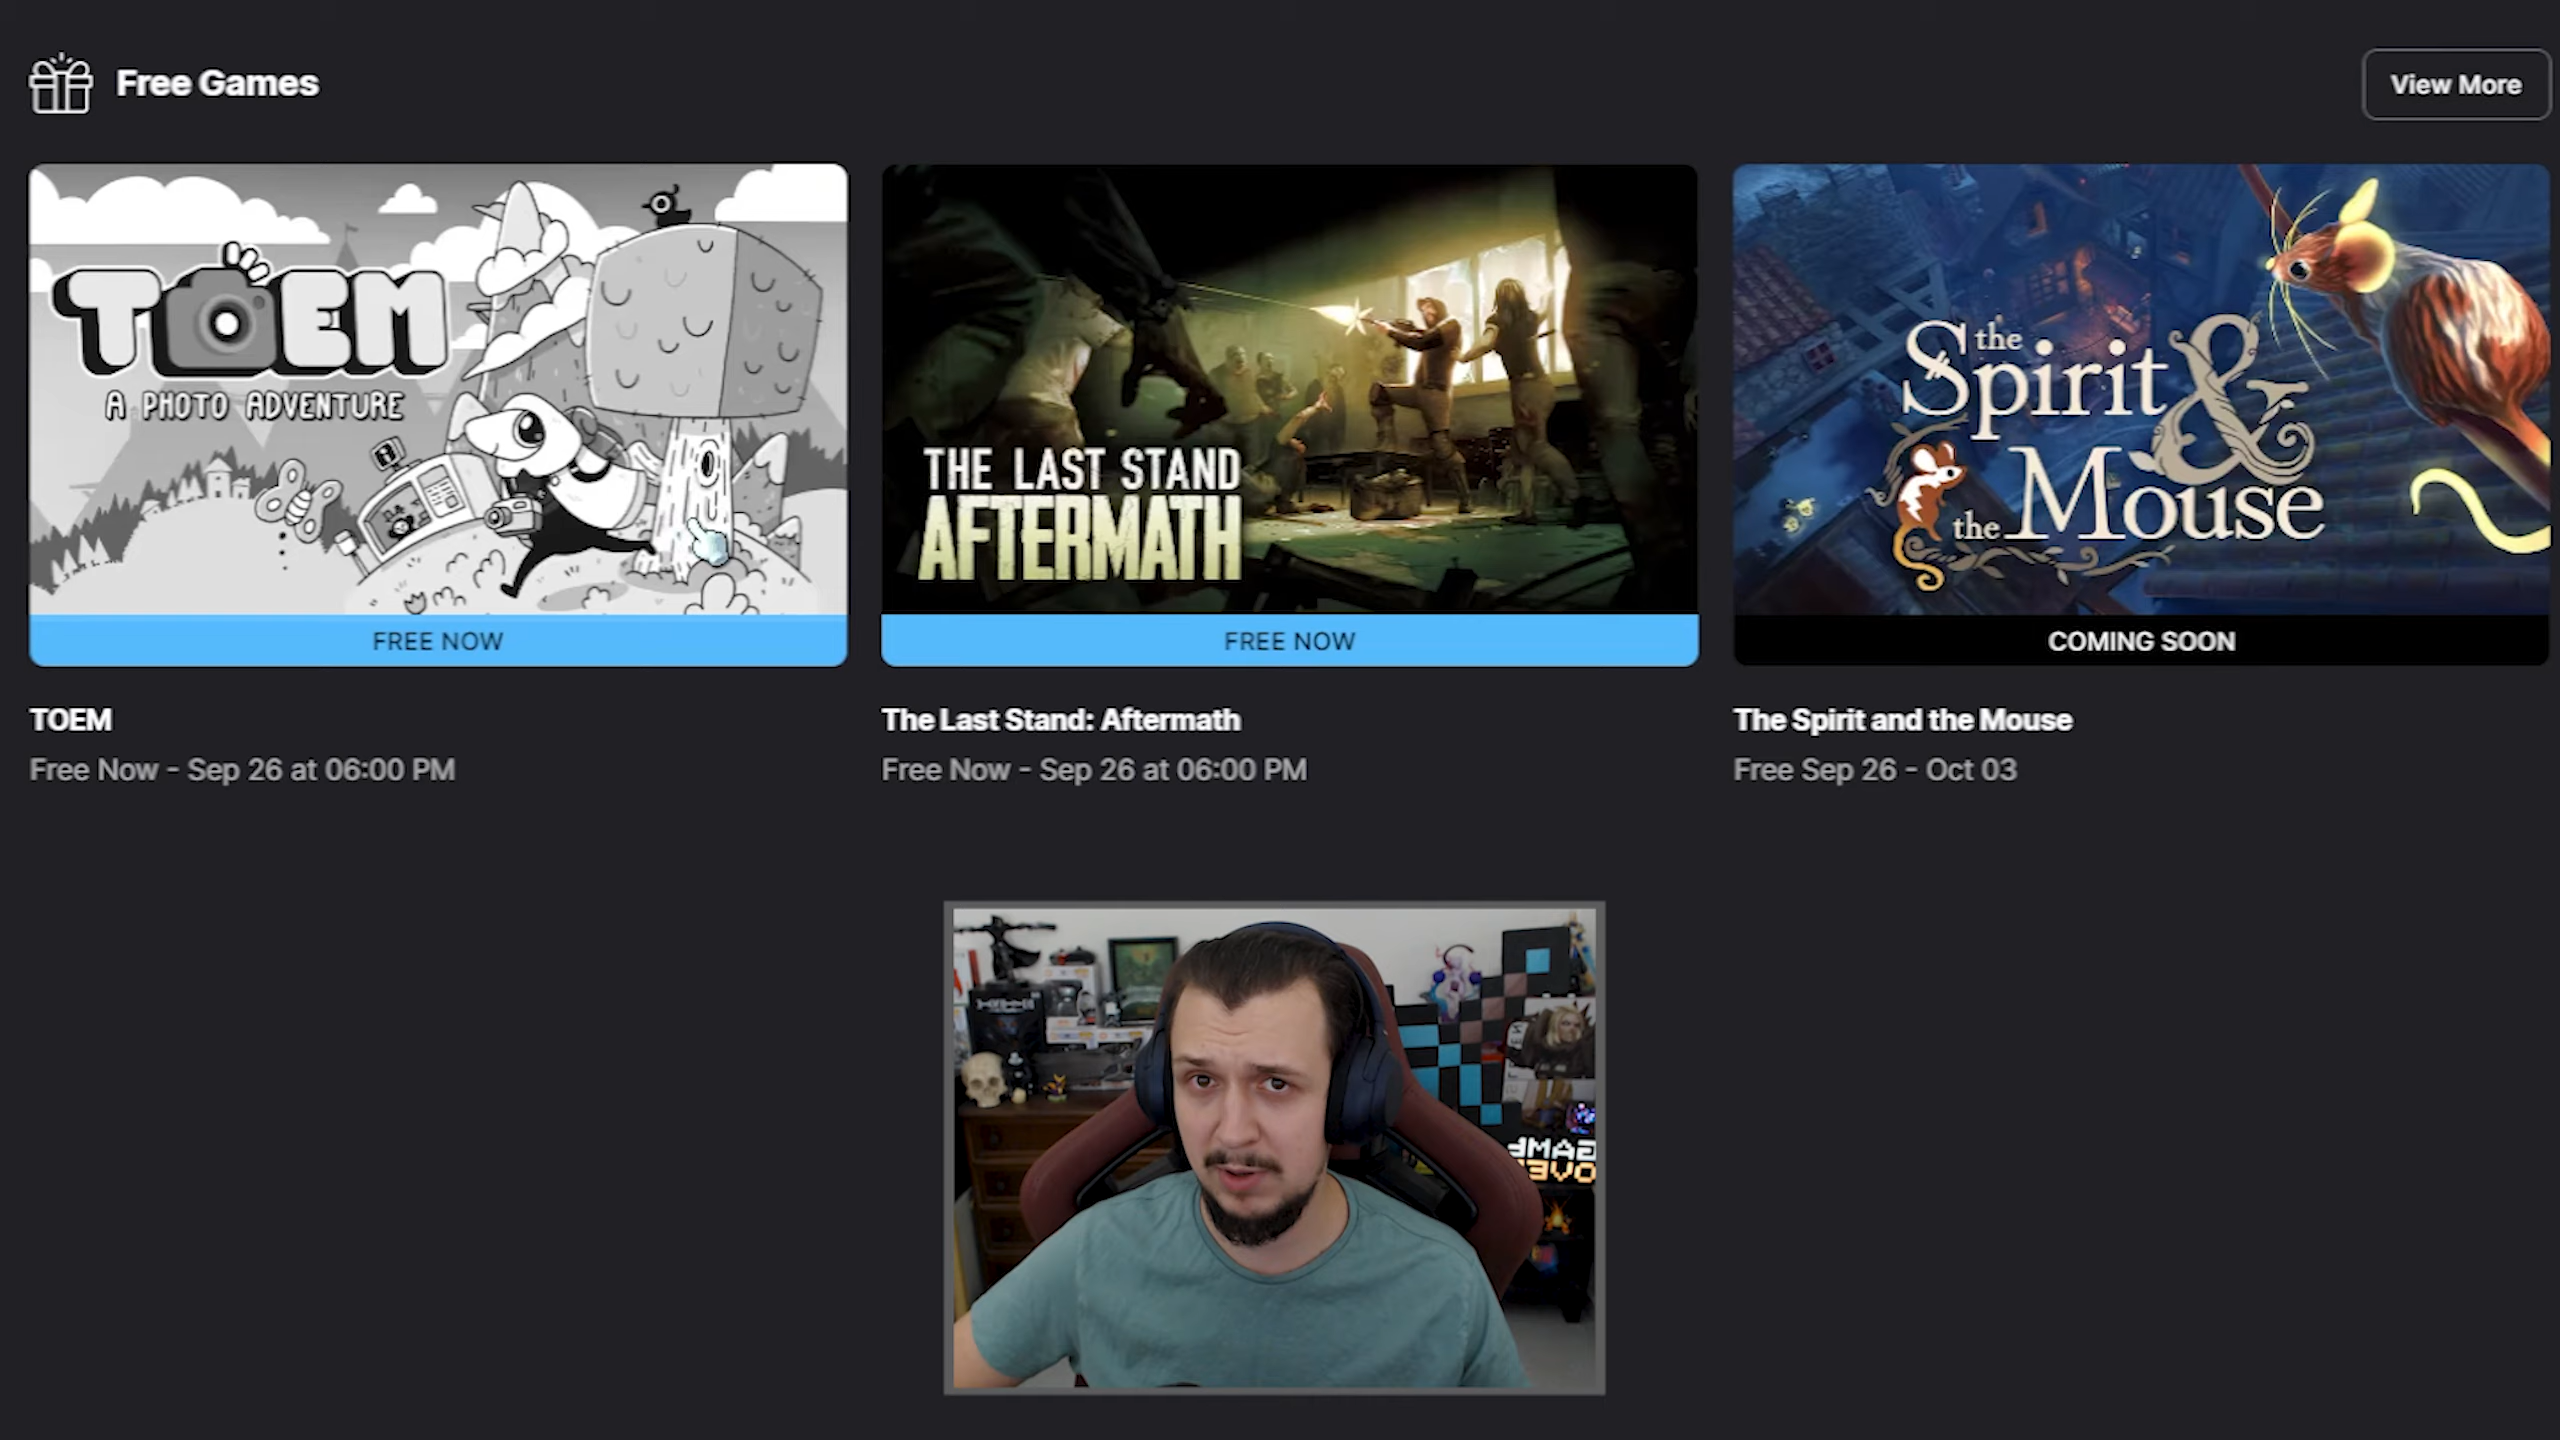 Free Games
View More
TOEM
A PHOTO ADVENTURE
THE LAST STAND
AFTERMATH
the
Spirit &
the Mouse
FREE NOW
FREE NOW
COMING SOON
TOEM
The Last Stand: Aftermath
The Spirit and the Mouse
Free Now - Sep 26 at 06:00 PM
Free Now - Sep 26 at 06:00 PM
Free Sep 26 - Oct 03